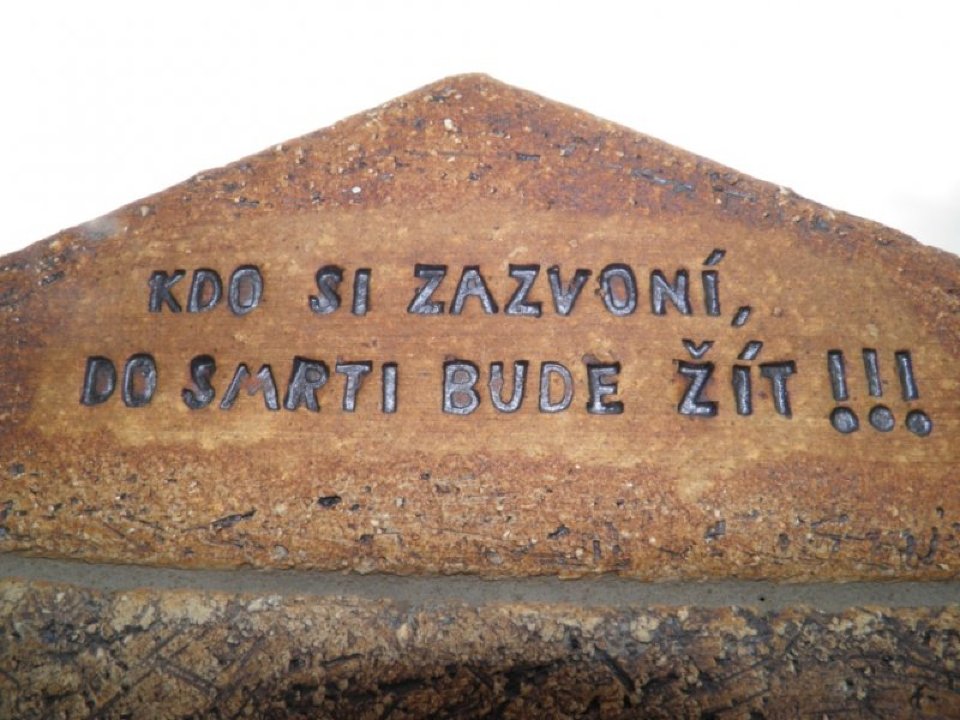 KDO SI ZAZVONÍ,
DO SMRTI BUDE ŽÍT!!!